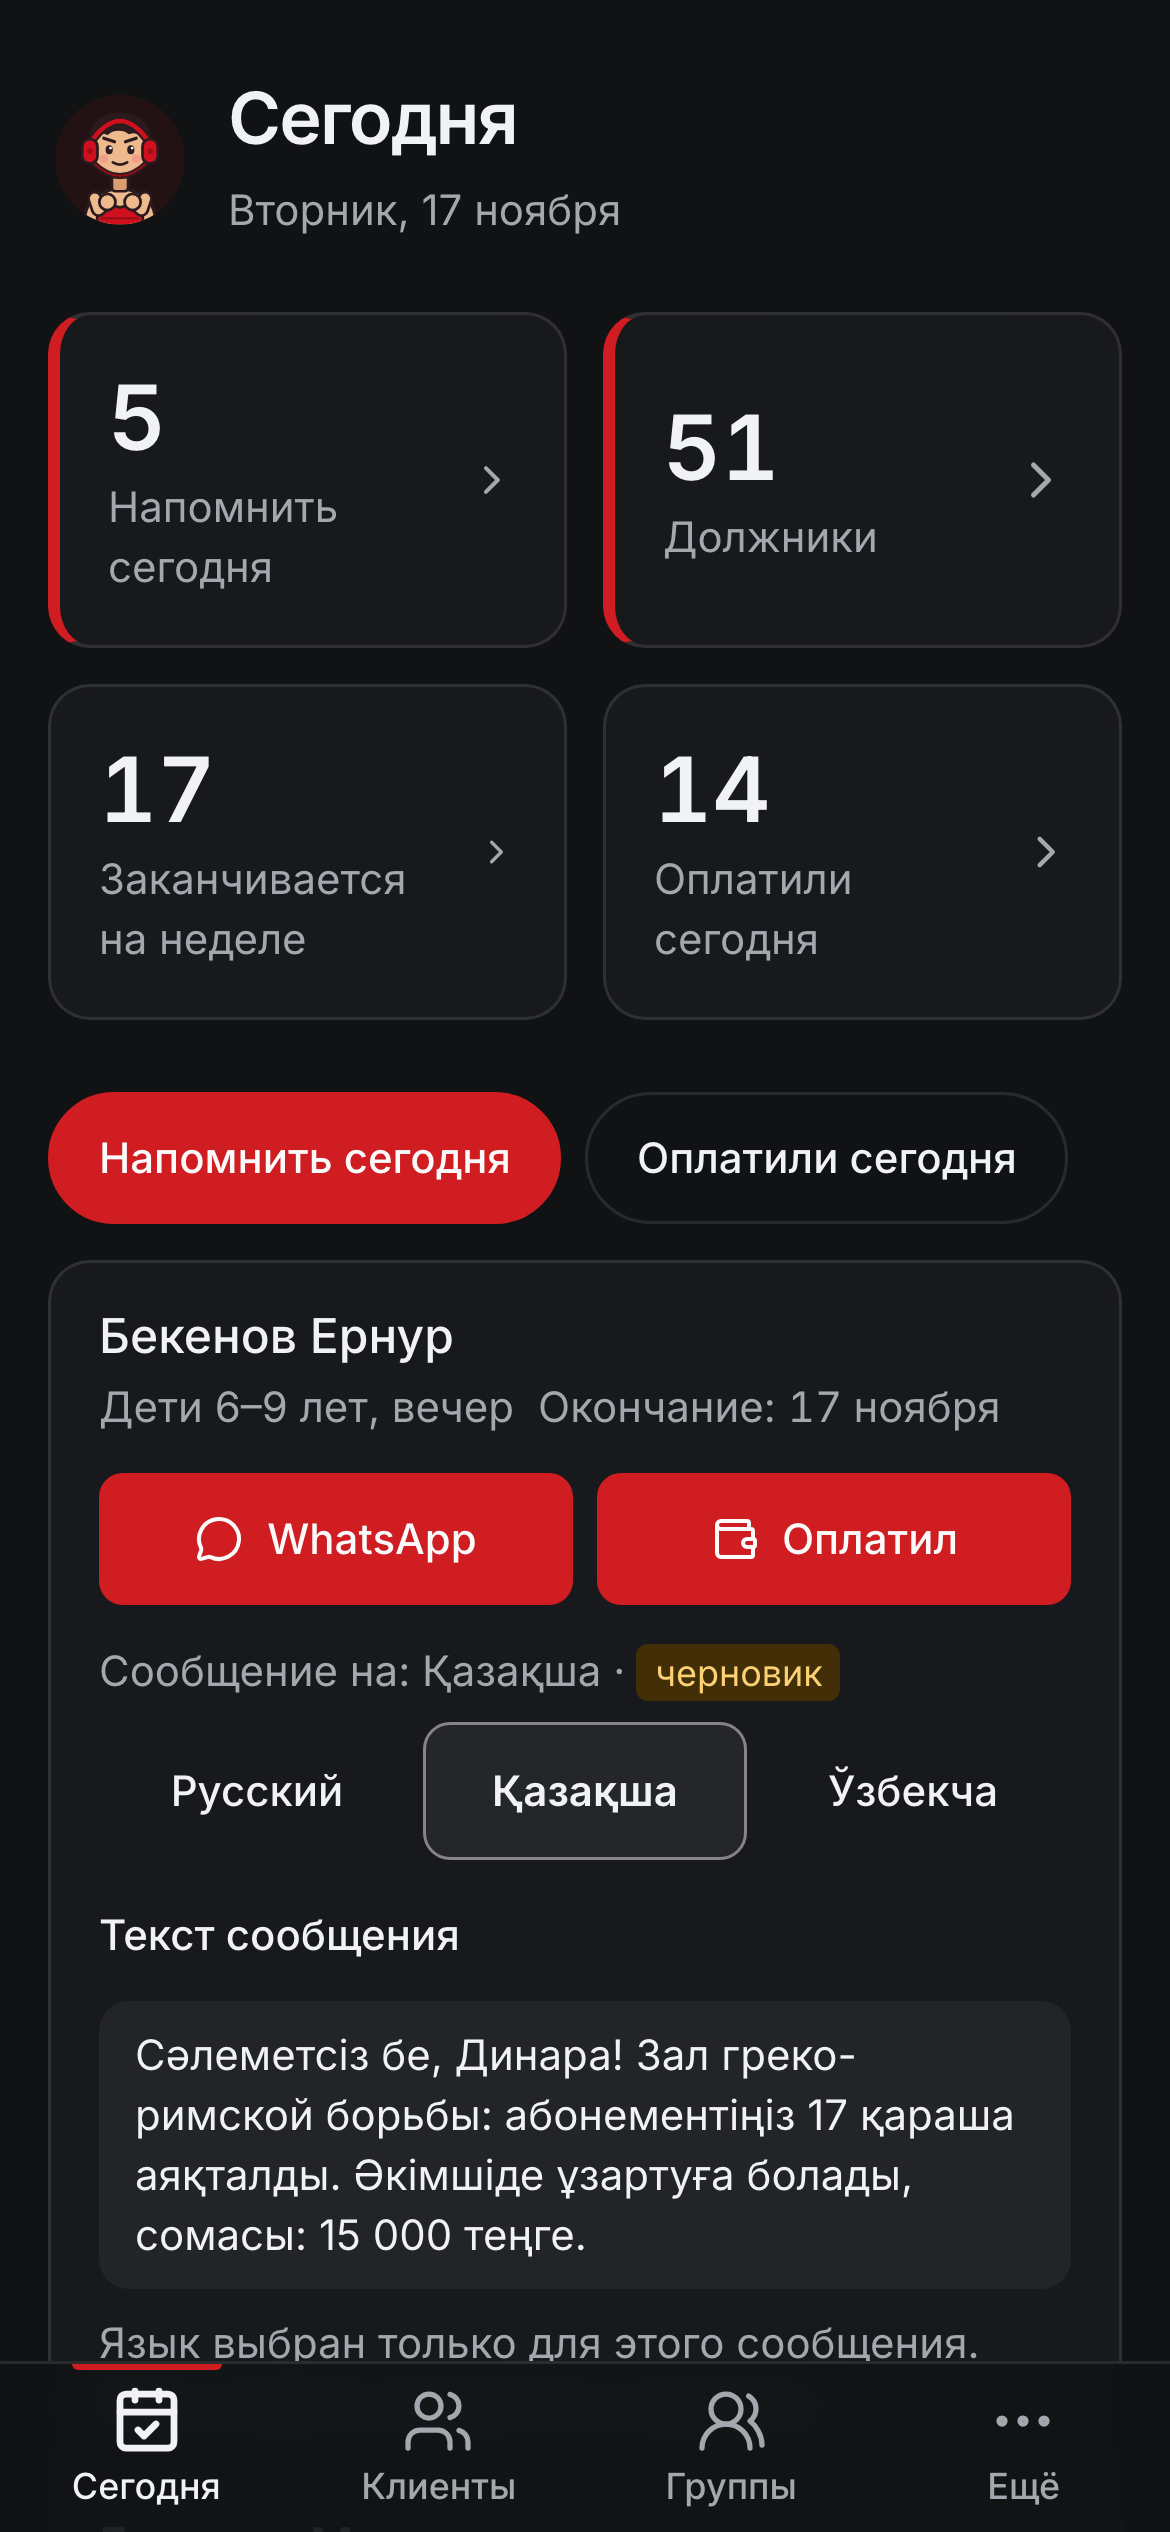 Сегодня
Вторник, 17 ноября
5
Напомнить
сегодня
51
Должники
17
Заканчивается
на неделе
14
Оплатили
сегодня
Напомнить сегодня
Оплатили сегодня
Бекенов Ернур
Дети 6–9 лет, вечер Окончание: 17 ноября
WhatsApp
Оплатил
Сообщение на: Қазақша · черновик
Русский
Қазақша
Ўзбекча
Текст сообщения
Сәлеметсіз бе, Динара! Зал греко-
римской борьбы: абонементіңіз 17 қараша
аяқталды. Әкімшіде ұзартуға болады,
сомасы: 15 000 теңге.
Язык выбран только для этого сообщения.
Сегодня
Клиенты
Группы
Ещё